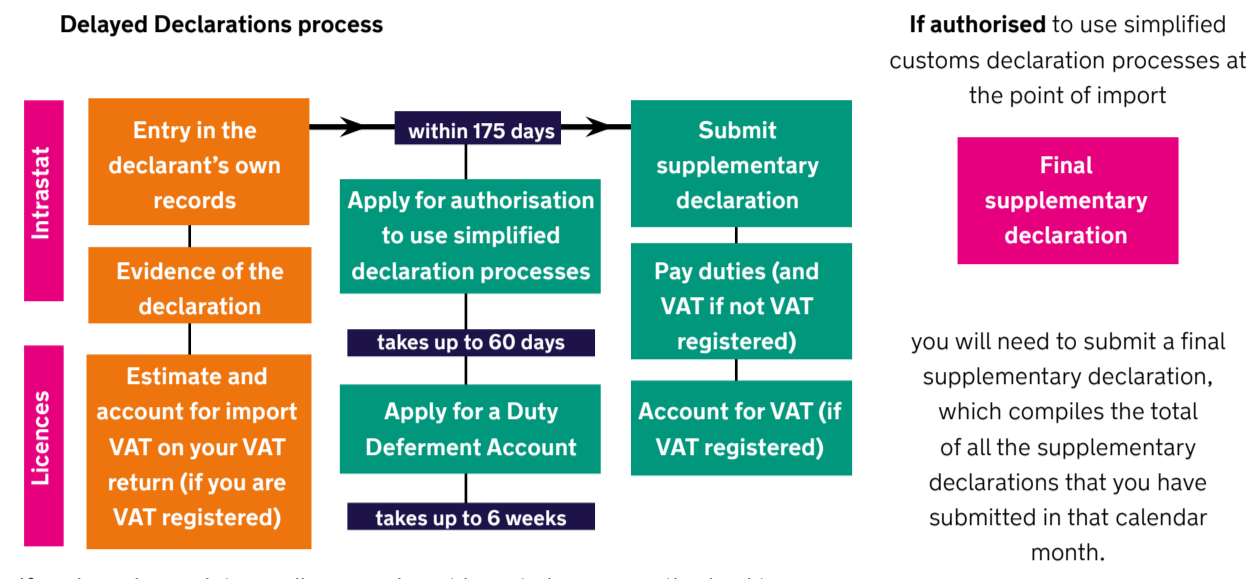 Delayed Declarations process
Intrastat
Licences
Entry in the
declarant's own
records
Evidence of the
declaration
Estimate and
account for import
VAT on your VAT
return (if you are
VAT registered)
within 175 days
Apply for authorisation
to use simplified
declaration processes
takes up to 60 days
Apply for a Duty
Deferment Account
takes up to 6 weeks
Submit
supplementary
declaration
Pay duties (and
VAT if not VAT
registered)
Account for VAT (if
VAT registered)
If authorised to use simplified
customs declaration processes at
the point of import
Final
supplementary
declaration
you will need to submit a final
supplementary declaration,
which compiles the total
of all the supplementary
declarations that you have
submitted in that calendar
month.